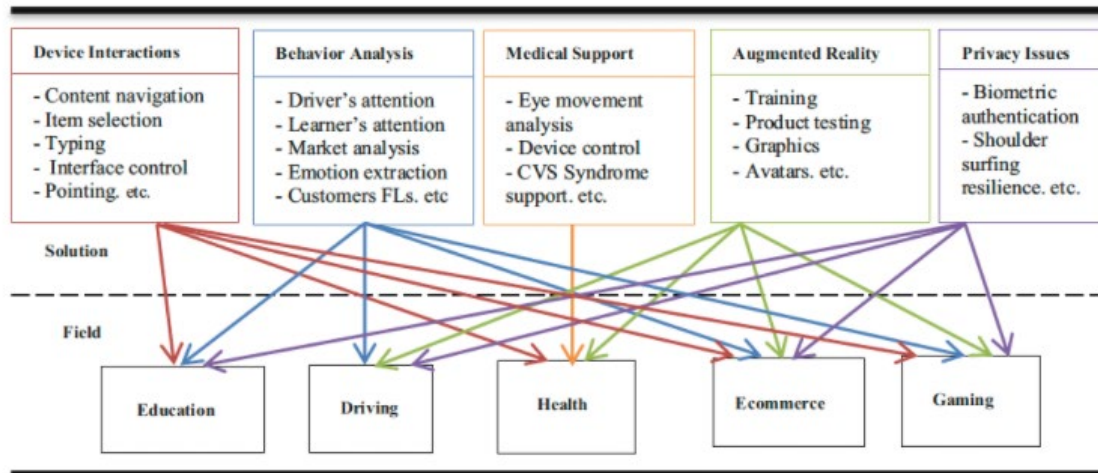 Device Interactions
- Content navigation
- Item selection
- Typing
- Interface control
- Pointing. etc.
Behavior Analysis
- Driver's attention
- Learner's attention
- Market analysis
- Emotion extraction
- Customers FLs. etc
Medical Support
- Eye movement
analysis
- Device control
- CVS Syndrome
support. etc.
Augmented Reality
- Training
- Product testing
- Graphics
- Avatars. etc.
Privacy Issues
- Biometric
authentication
- Shoulder
surfing
resilience. etc.
Solution
Field
Education
Driving
Health
Ecommerce
Gaming